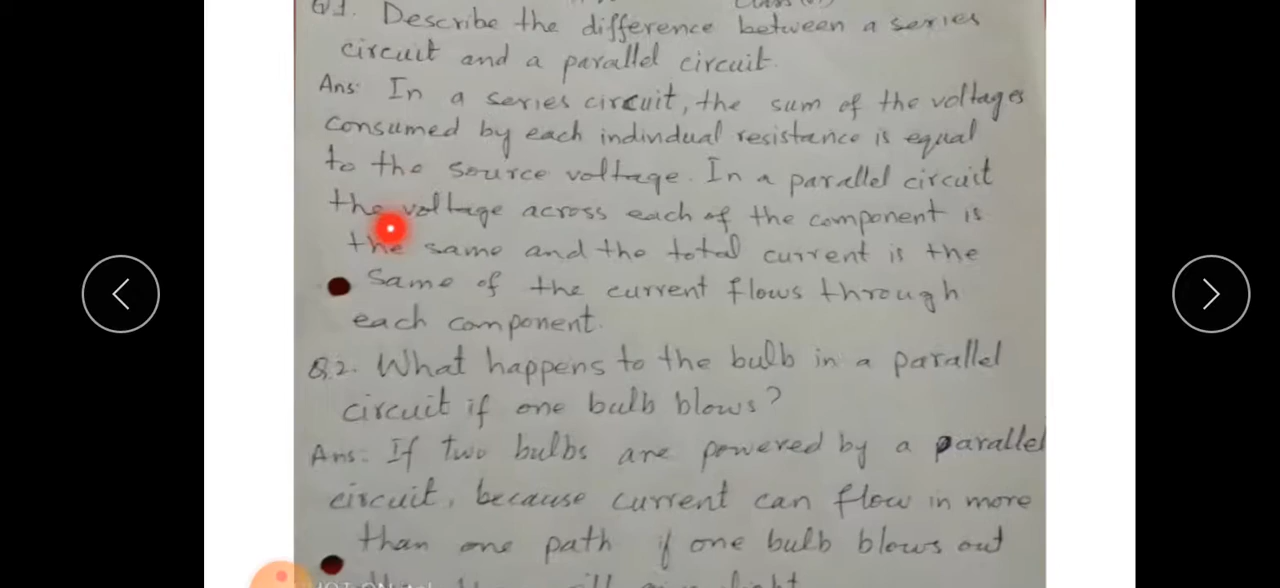 Q1. Describe the difference between a series
circuit and a parallel circuit.
Ans: In a series circuit, the sum of the voltages
consumed by each individual resistance is equal
to the source voltage. In a parallel circuit
the voltage across each of the component is
the same and the total current is the
same of the current flows through
each component.
Q.2. What happens to the bulb in a parallel
circuit if one bulb blows?
Ans: If two bulbs are powered by a parallel
circuit, because current can flow in more
than one path if one bulb blows out